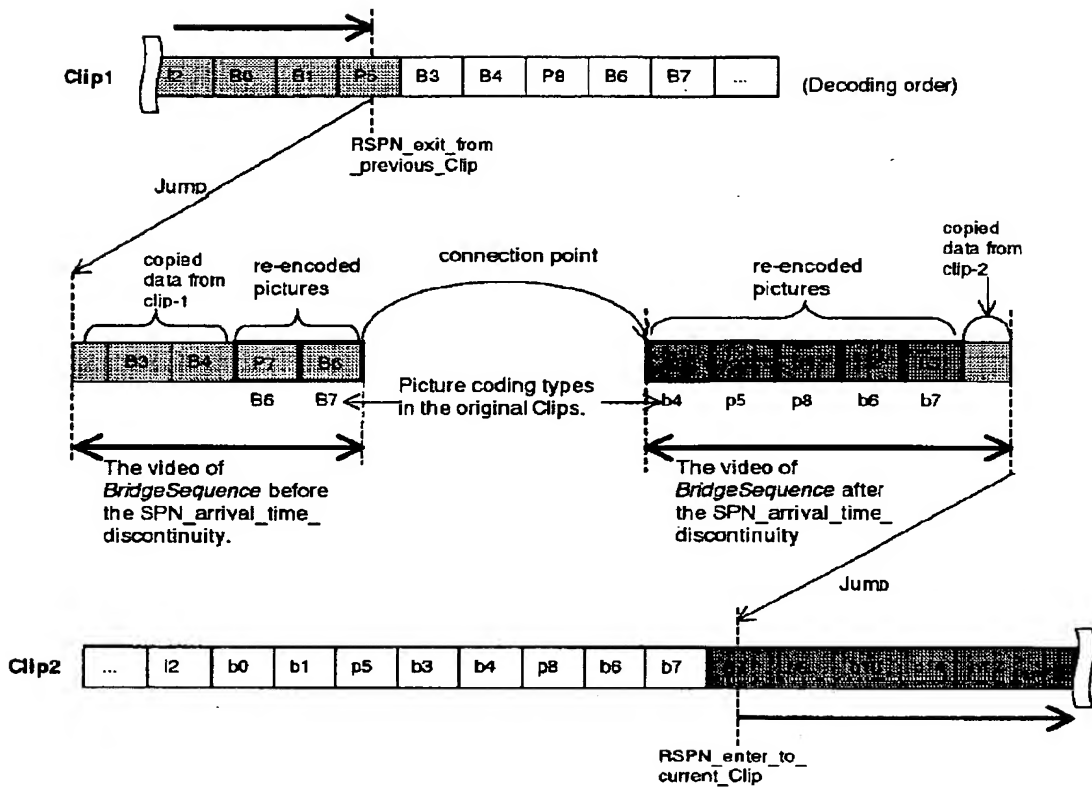 Clip1
I2 B0 B1 P5 B3 B4 P8 B6 B7 ...
(Decoding order)
RSPN_exit_from
_previous_Clip
Jump
copied
data from
clip-1
re-encoded
pictures
connection point
re-encoded
pictures
copied
data from
clip-2
B3 B4 P7 B6
B6 B7
Picture coding types
in the original Clips.
b4 p5 p8 b6 b7
The video of
BridgeSequence before
the SPN_arrival_time_
discontinuity.
The video of
BridgeSequence after
the SPN_arrival_time_
discontinuity
Jump
Clip2
... I2 b0 b1 p5 b3 b4 p8 b6 b7
RSPN_enter_to_
current_Clip